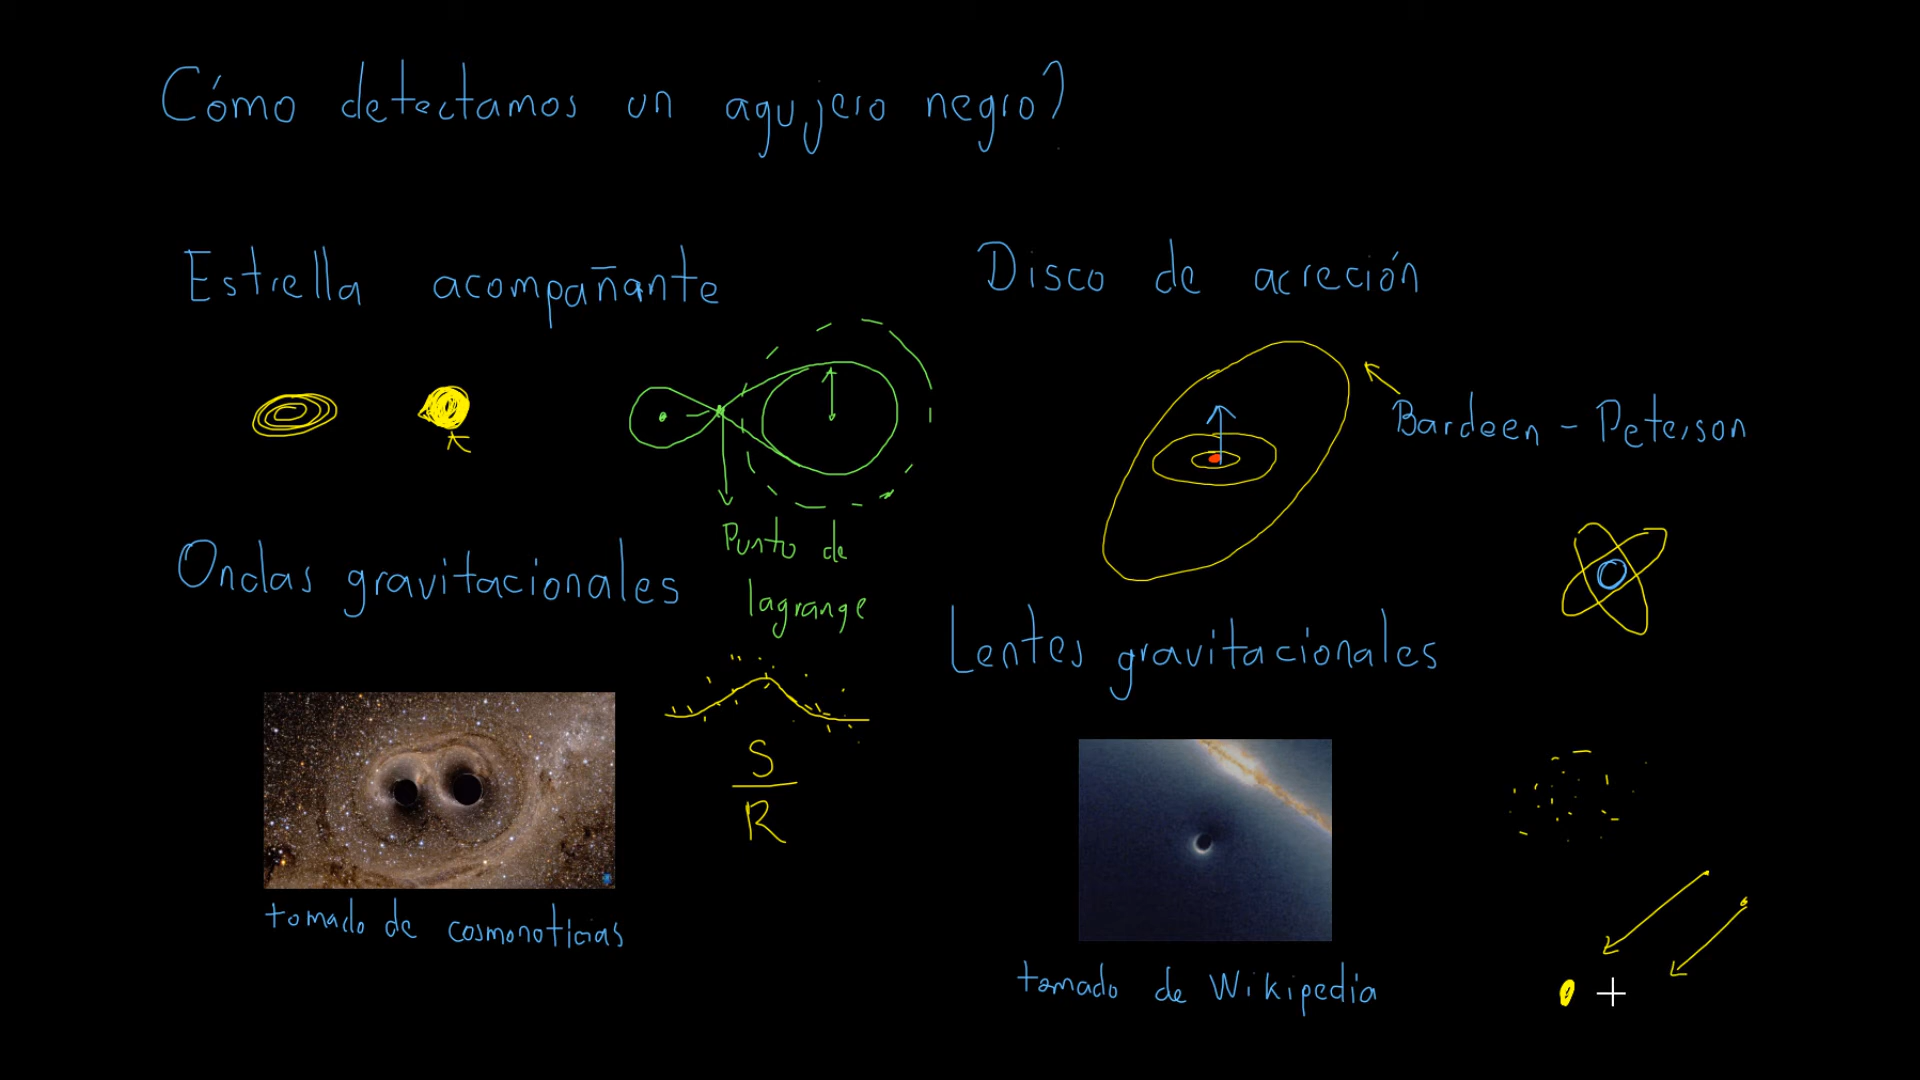 Cómo detectamos un agujero negro?
Estrella acompañante
Punto de
lagrange
Disco de acreción
Bardeen - Peterson
Ondas gravitacionales
S
R
tomado de cosmonoticias
Lentes gravitacionales
tomado de Wikipedia